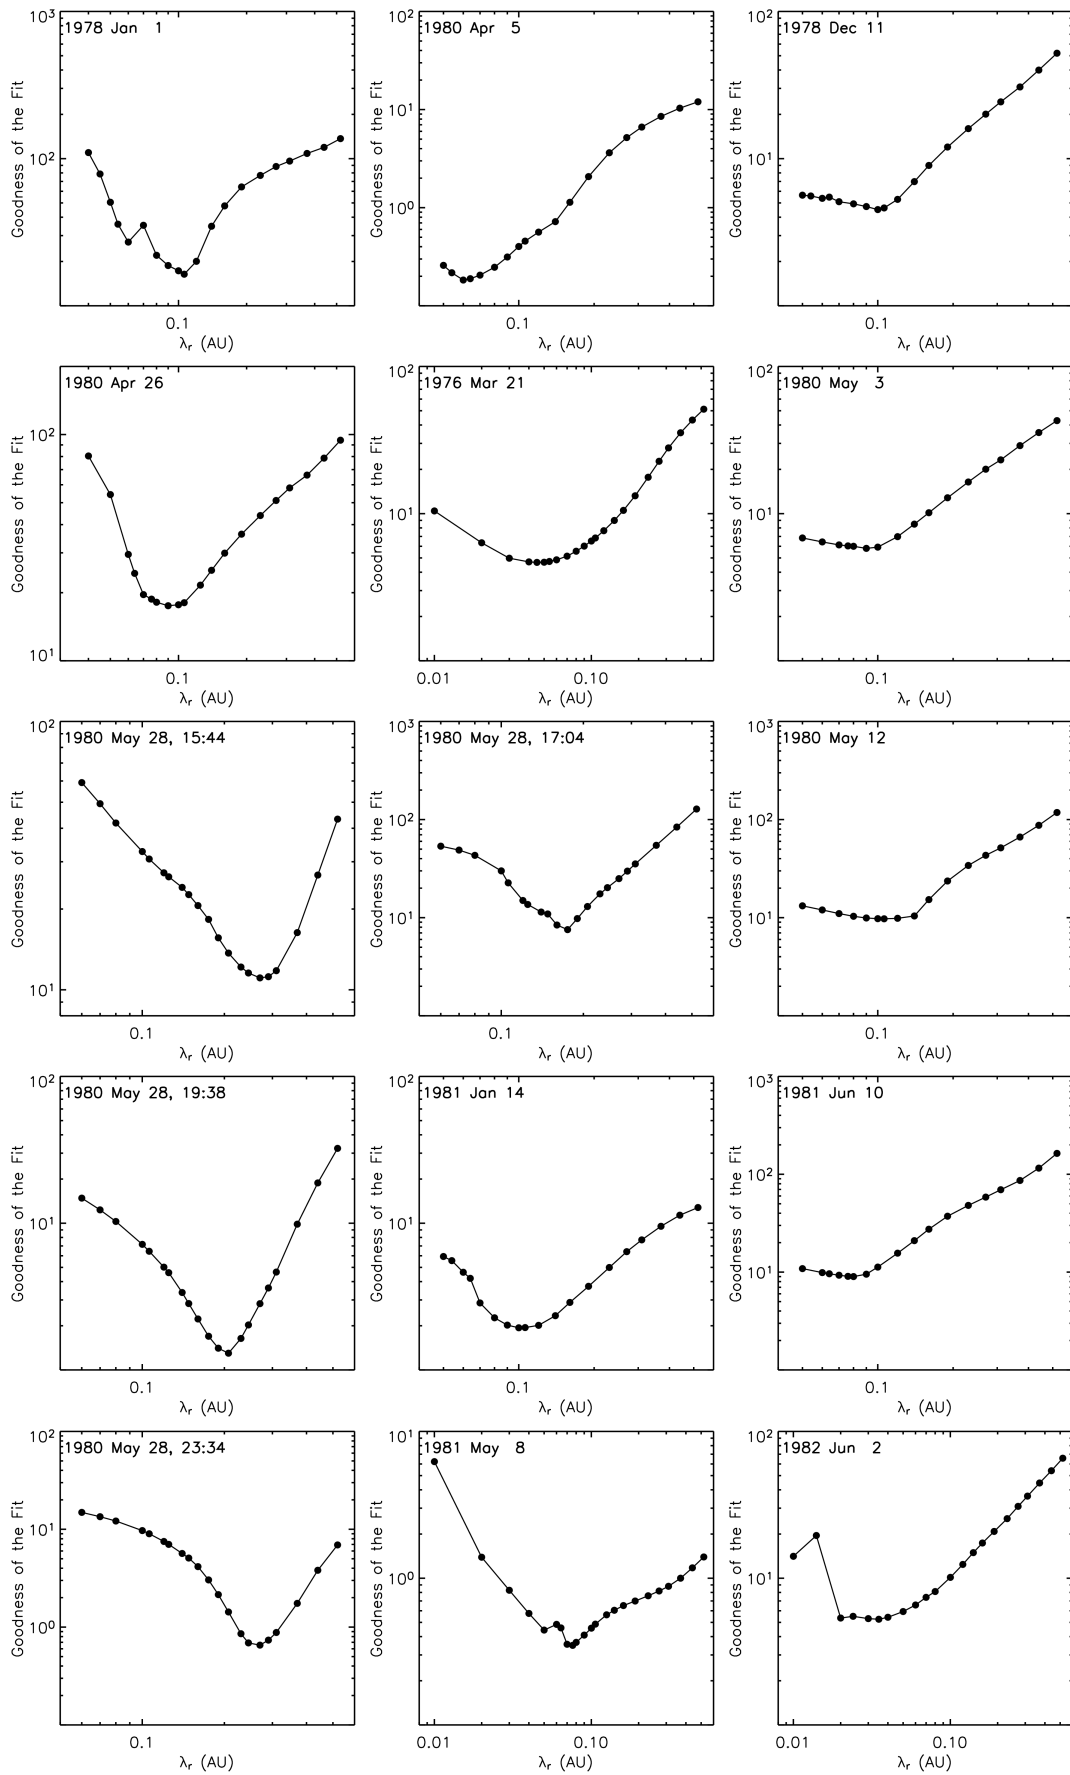 1978 Jan 1
10³
10²
Goodness of the Fit
0.1
λᵣ (AU)
1980 Apr 5
10²
10¹
10⁰
Goodness of the Fit
0.1
λᵣ (AU)
1978 Dec 11
10²
10¹
Goodness of the Fit
0.1
λᵣ (AU)
1980 Apr 26
10²
10¹
Goodness of the Fit
0.1
λᵣ (AU)
1976 Mar 21
10²
10¹
Goodness of the Fit
0.01 0.10
λᵣ (AU)
1980 May 3
10²
10¹
Goodness of the Fit
0.1
λᵣ (AU)
1980 May 28, 15:44
10²
10¹
Goodness of the Fit
0.1
λᵣ (AU)
1980 May 28, 17:04
10³
10²
10¹
Goodness of the Fit
0.1
λᵣ (AU)
1980 May 12
10³
10²
10¹
Goodness of the Fit
0.1
λᵣ (AU)
1980 May 28, 19:38
10²
10¹
Goodness of the Fit
0.1
λᵣ (AU)
1981 Jan 14
10²
10¹
Goodness of the Fit
0.1
λᵣ (AU)
1981 Jun 10
10³
10²
10¹
Goodness of the Fit
0.1
λᵣ (AU)
1980 May 28, 23:34
10²
10¹
10⁰
Goodness of the Fit
0.1
λᵣ (AU)
1981 May 8
10¹
10⁰
Goodness of the Fit
0.01 0.10
λᵣ (AU)
1982 Jun 2
10²
10¹
Goodness of the Fit
0.01 0.10
λᵣ (AU)